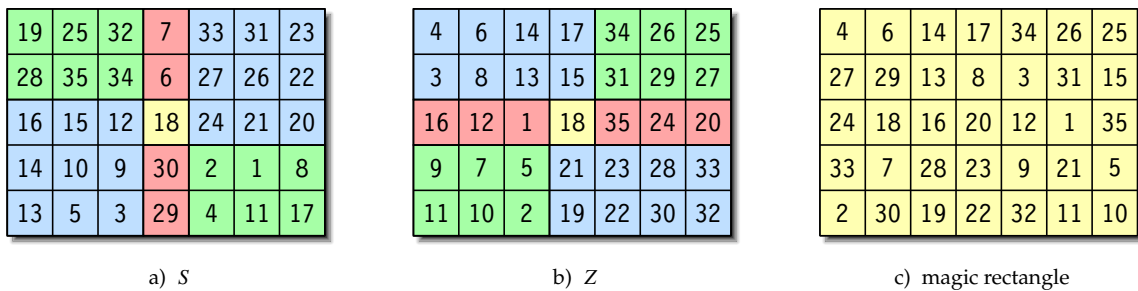 19 25 32 7 33 31 23
28 35 34 6 27 26 22
16 15 12 18 24 21 20
14 10 9 30 2 1 8
13 5 3 29 4 11 17
a) S
4 6 14 17 34 26 25
3 8 13 15 31 29 27
16 12 1 18 35 24 20
9 7 5 21 23 28 33
11 10 2 19 22 30 32
b) Z
4 6 14 17 34 26 25
27 29 13 8 3 31 15
24 18 16 20 12 1 35
33 7 28 23 9 21 5
2 30 19 22 32 11 10
c) magic rectangle